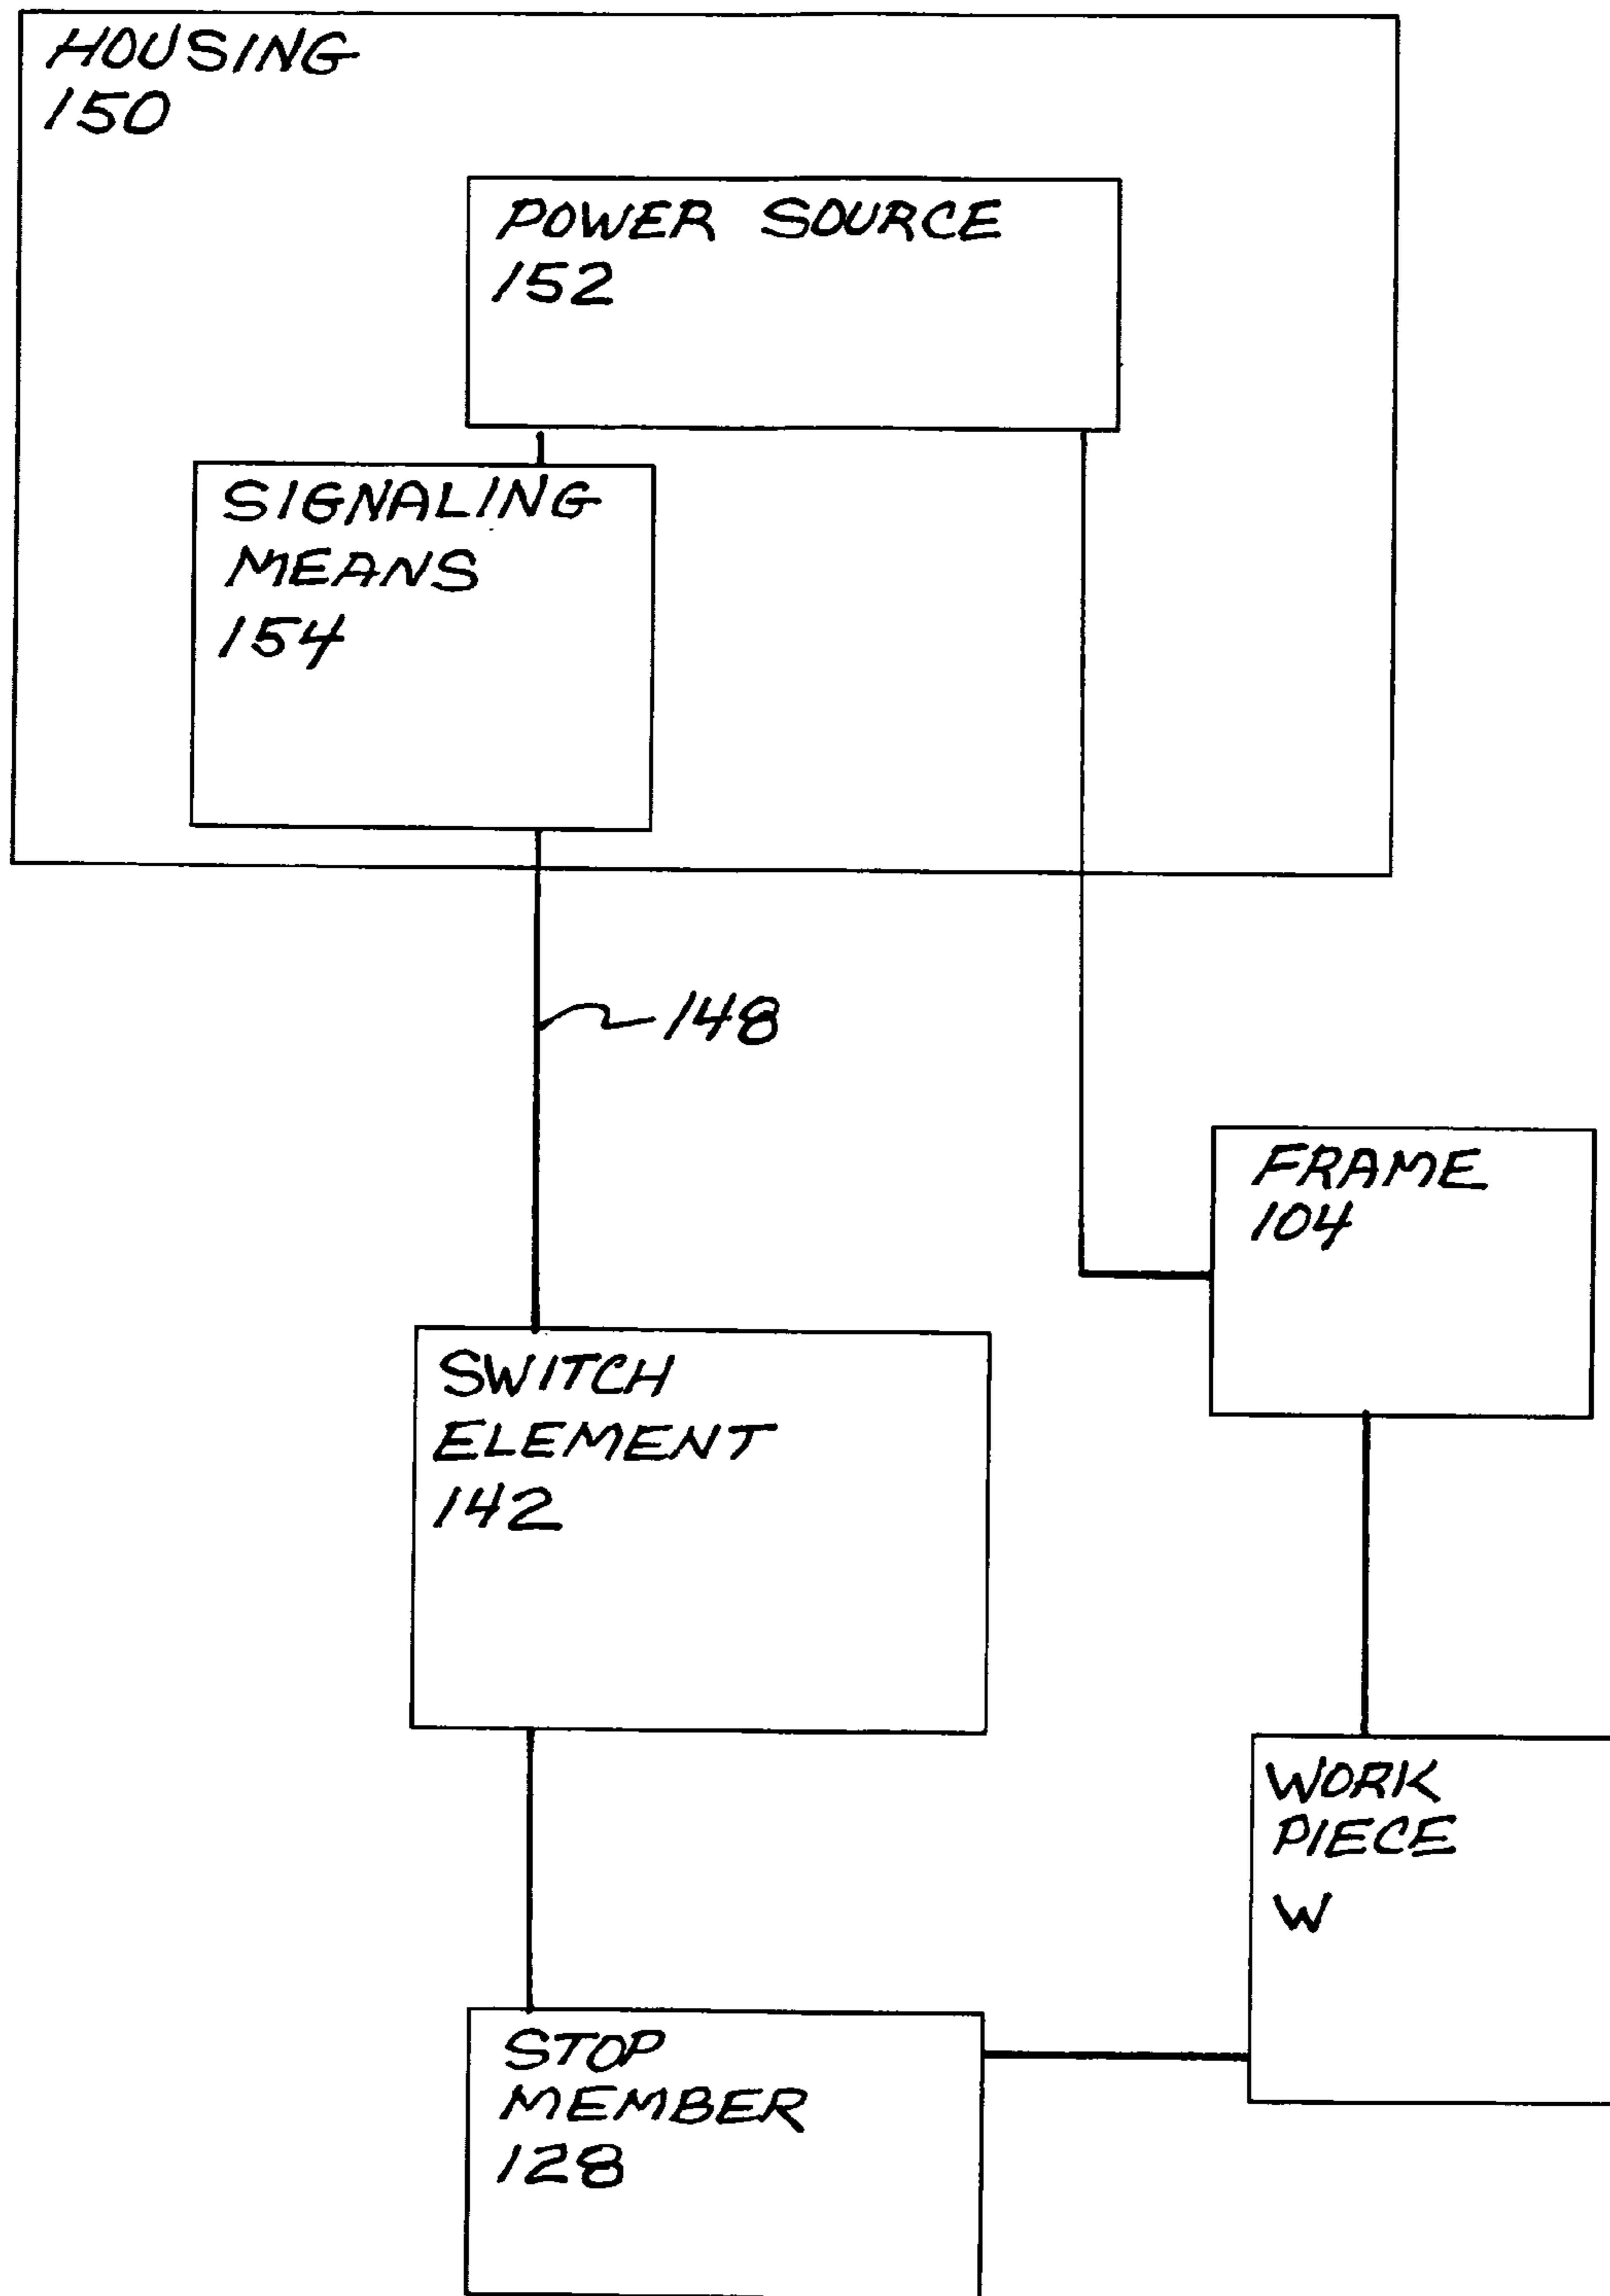 HOUSING
150
POWER SOURCE
152
SIGNALING
MEANS
154
148
FRAME
104
SWITCH
ELEMENT
142
WORK
PIECE
W
STOP
MEMBER
128